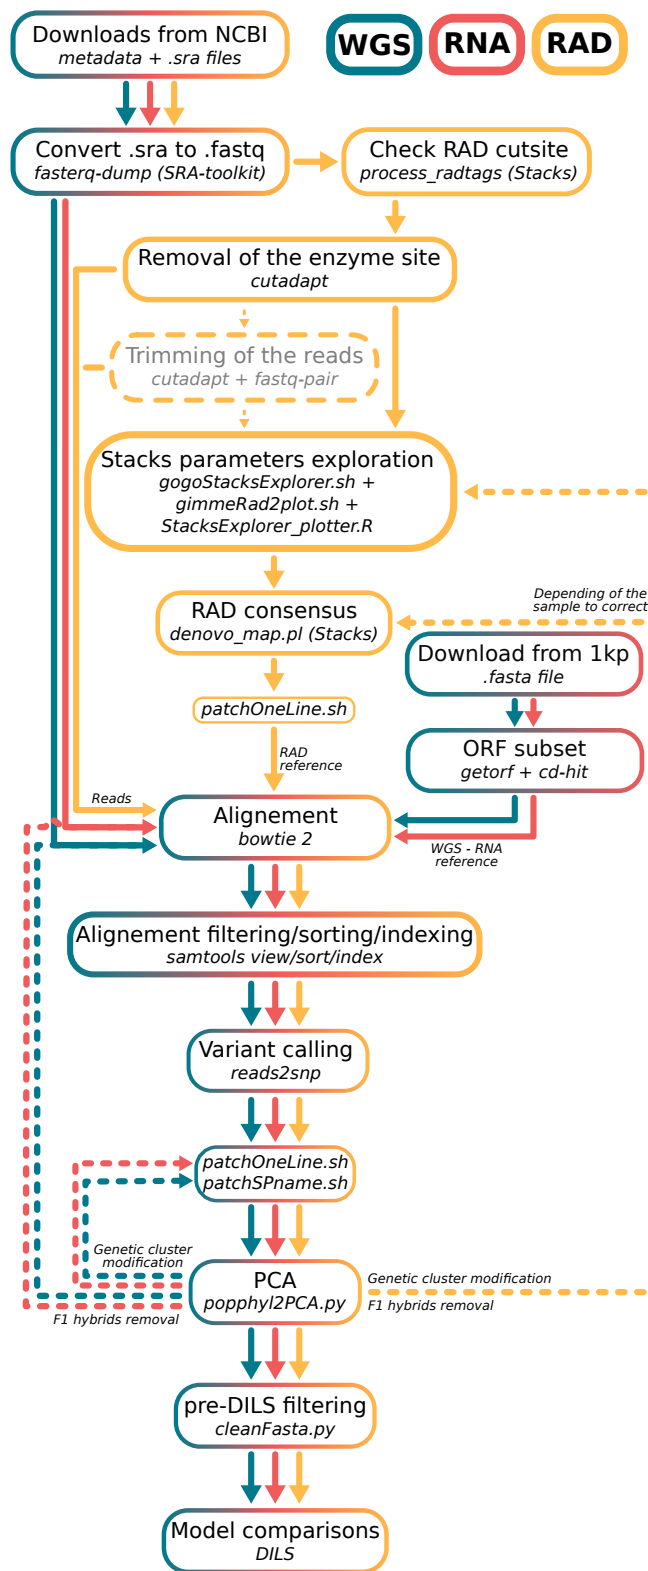 Downloads from NCBI
metadata + .sra files
WGS
RNA
RAD
Convert .sra to .fastq
fasterq-dump (SRA-toolkit)
Check RAD cutsite
process_radtags (Stacks)
Removal of the enzyme site
cutadapt
Trimming of the reads
cutadapt + fastq-pair
Stacks parameters exploration
gogoStacksExplorer.sh +
gimmeRad2plot.sh +
StacksExplorer_plotter.R
Depending of the
sample to correct
RAD consensus
denovo_map.pl (Stacks)
Download from 1kp
.fasta file
patchOneLine.sh
RAD
reference
ORF subset
getorf + cd-hit
Reads
Alignement
bowtie 2
WGS - RNA
reference
Alignement filtering/sorting/indexing
samtools view/sort/index
Variant calling
reads2snp
patchOneLine.sh
patchSPname.sh
Genetic cluster
modification
F1 hybrids removal
PCA
popphyl2PCA.py
Genetic cluster modification
F1 hybrids removal
pre-DILS filtering
cleanFasta.py
Model comparisons
DILS